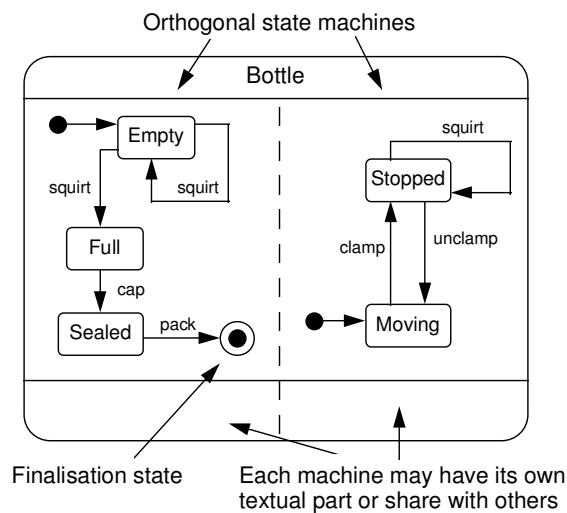 Orthogonal state machines
Bottle
Empty
squirt
squirt
squirt
Stopped
Full
clamp
unclamp
cap
Sealed
pack
Moving
Finalisation state
Each machine may have its own
textual part or share with others